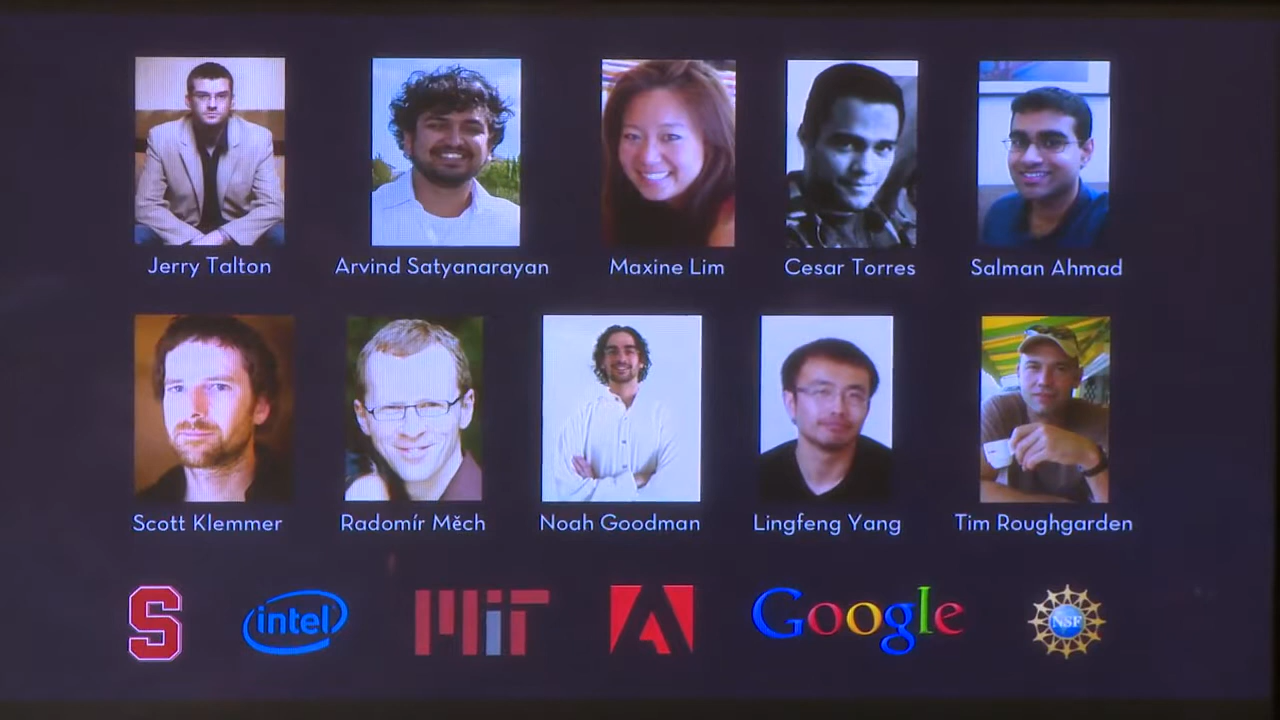 Jerry Talton
Arvind Satyanarayan
Maxine Lim
Cesar Torres
Salman Ahmad
Scott Klemmer
Radomír Měch
Noah Goodman
Lingfeng Yang
Tim Roughgarden
S
intel
MIT
Google
NSF